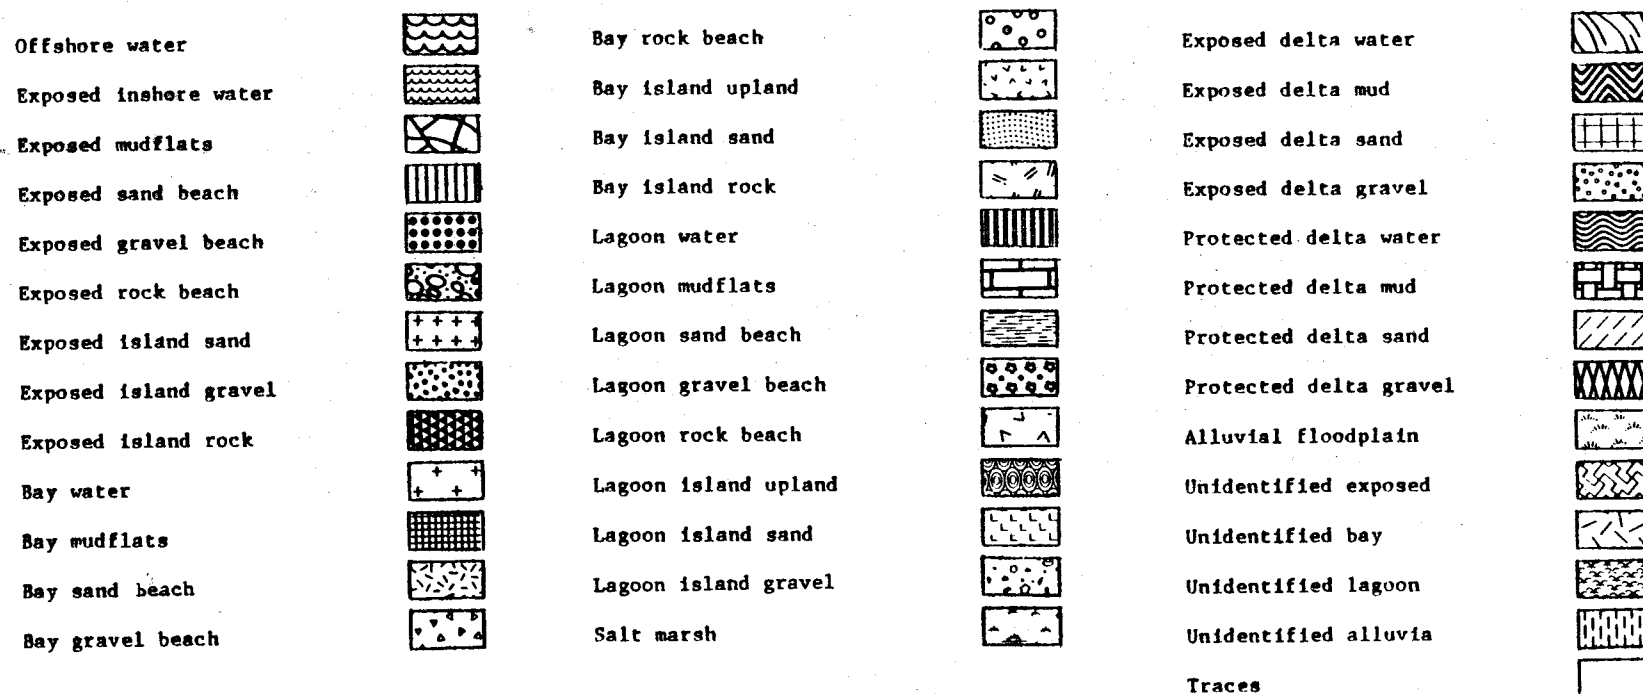 Offshore water
Exposed inshore water
Exposed mudflats
Exposed sand beach
Exposed gravel beach
Exposed rock beach
Exposed island sand
Exposed island gravel
Exposed island rock
Bay water
Bay mudflats
Bay sand beach
Bay gravel beach
Bay rock beach
Bay island upland
Bay island sand
Bay island rock
Lagoon water
Lagoon mudflats
Lagoon sand beach
Lagoon gravel beach
Lagoon rock beach
Lagoon island upland
Lagoon island sand
Lagoon island gravel
Salt marsh
Exposed delta water
Exposed delta mud
Exposed delta sand
Exposed delta gravel
Protected delta water
Protected delta mud
Protected delta sand
Protected delta gravel
Alluvial floodplain
Unidentified exposed
Unidentified bay
Unidentified lagoon
Unidentified alluvia
Traces